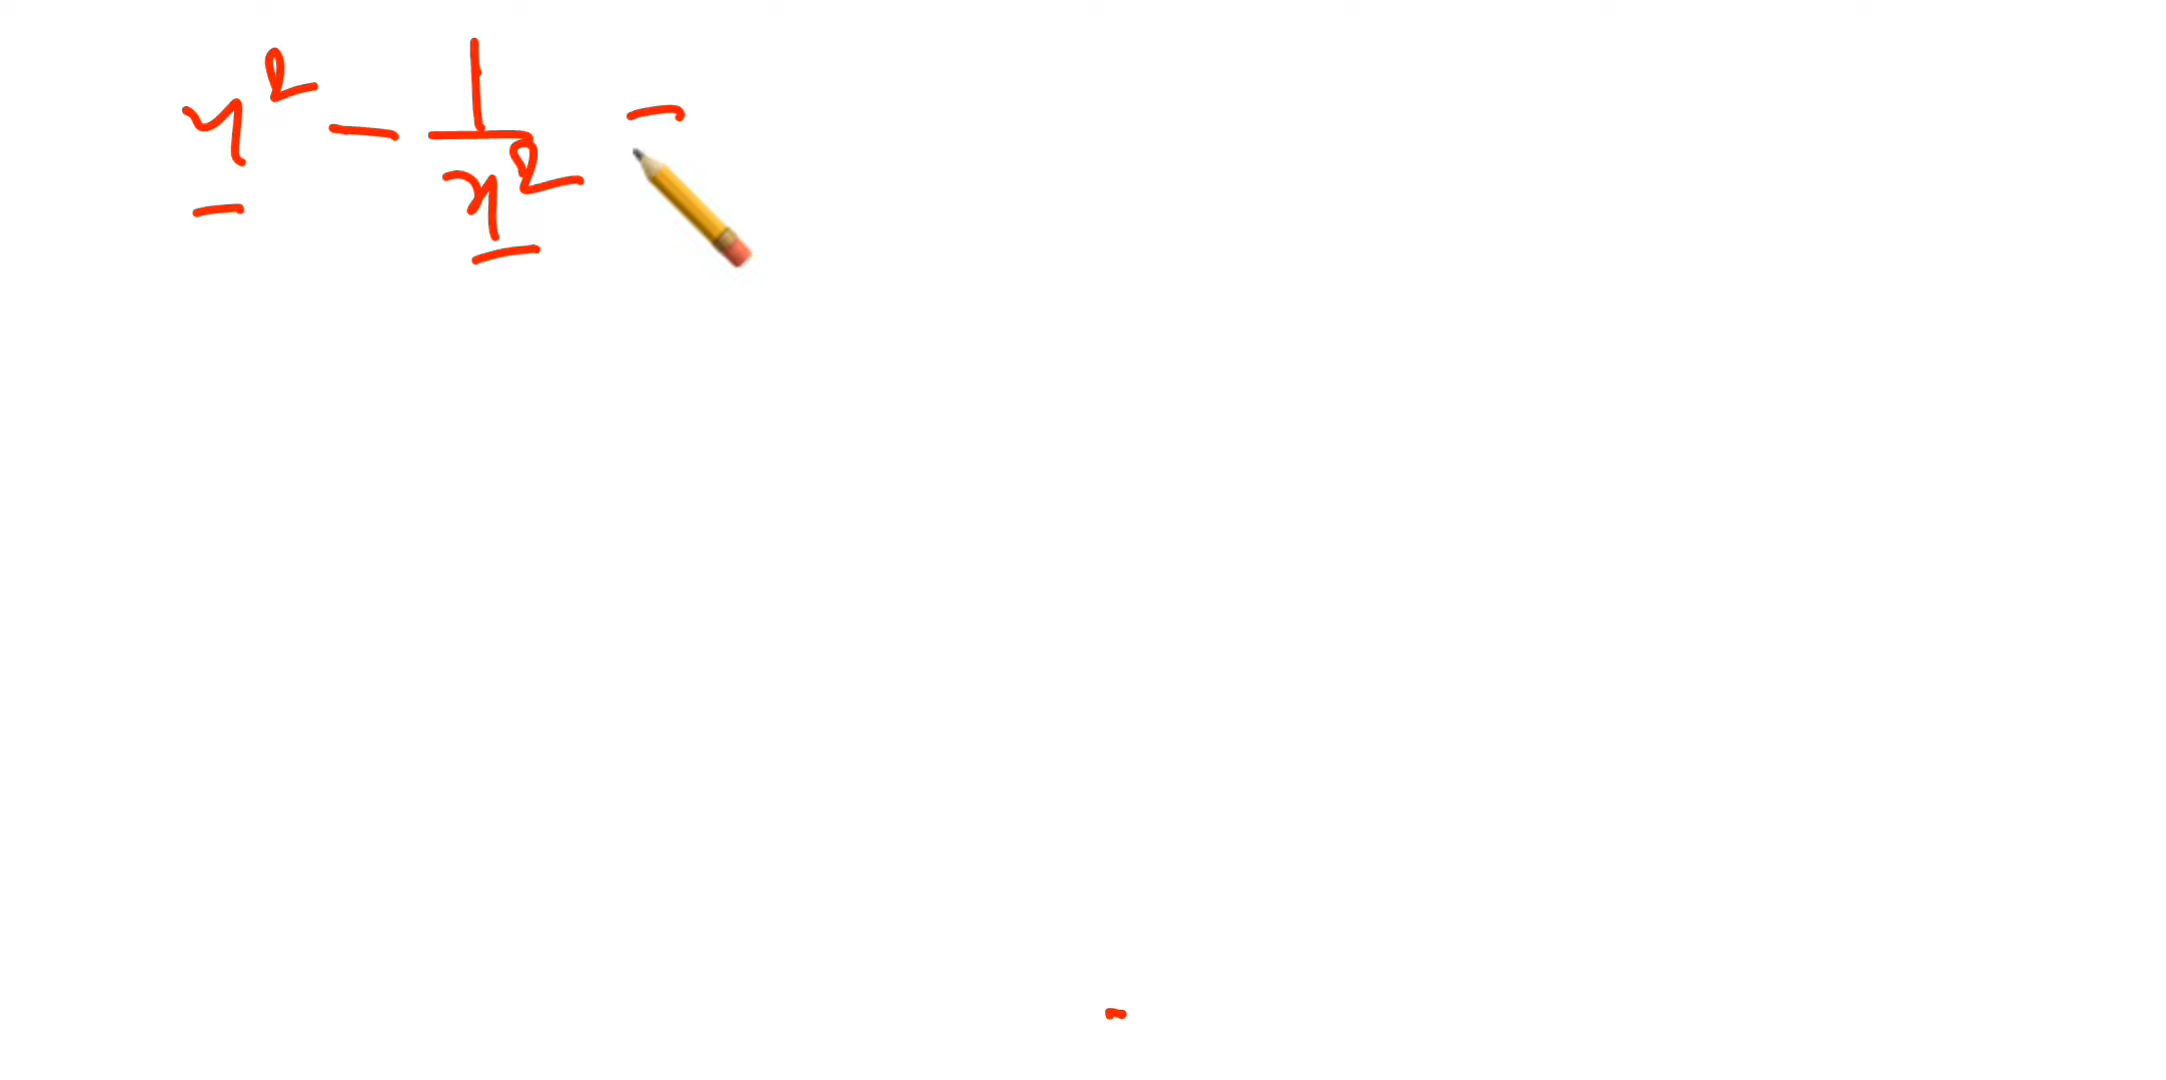 x² - 1/x² =